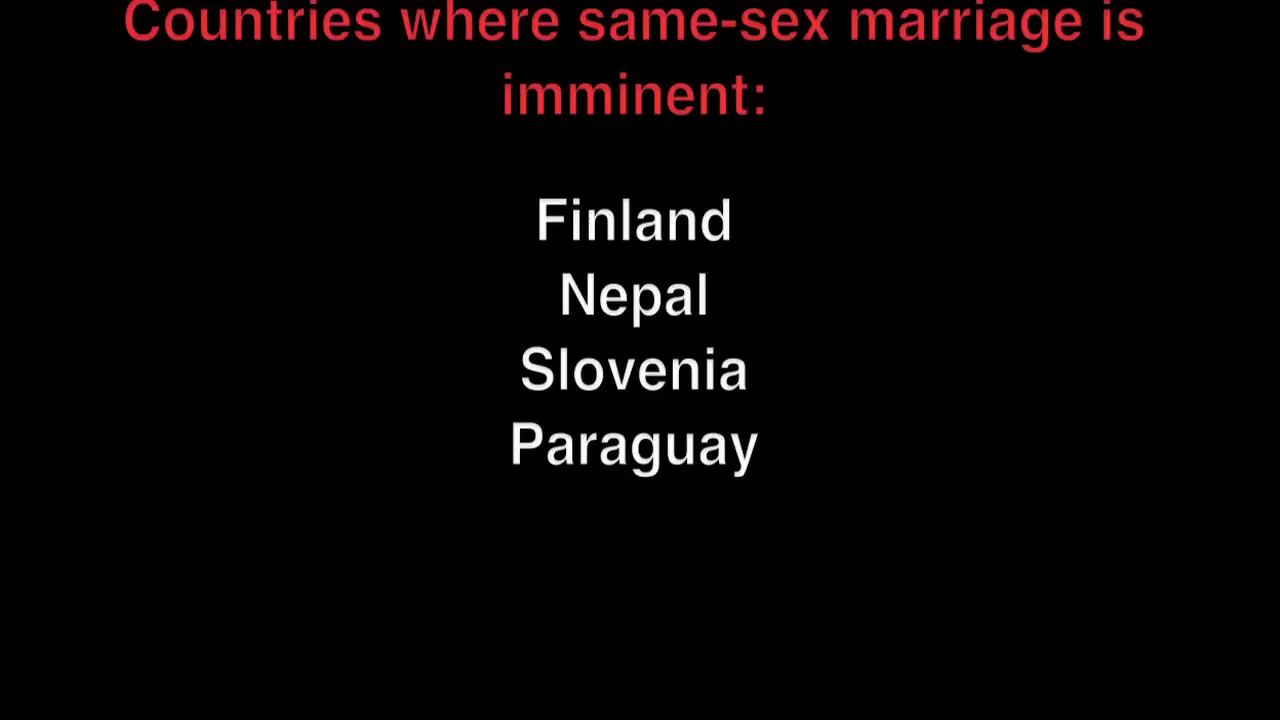 Countries where same-sex marriage is
imminent:
Finland
Nepal
Slovenia
Paraguay